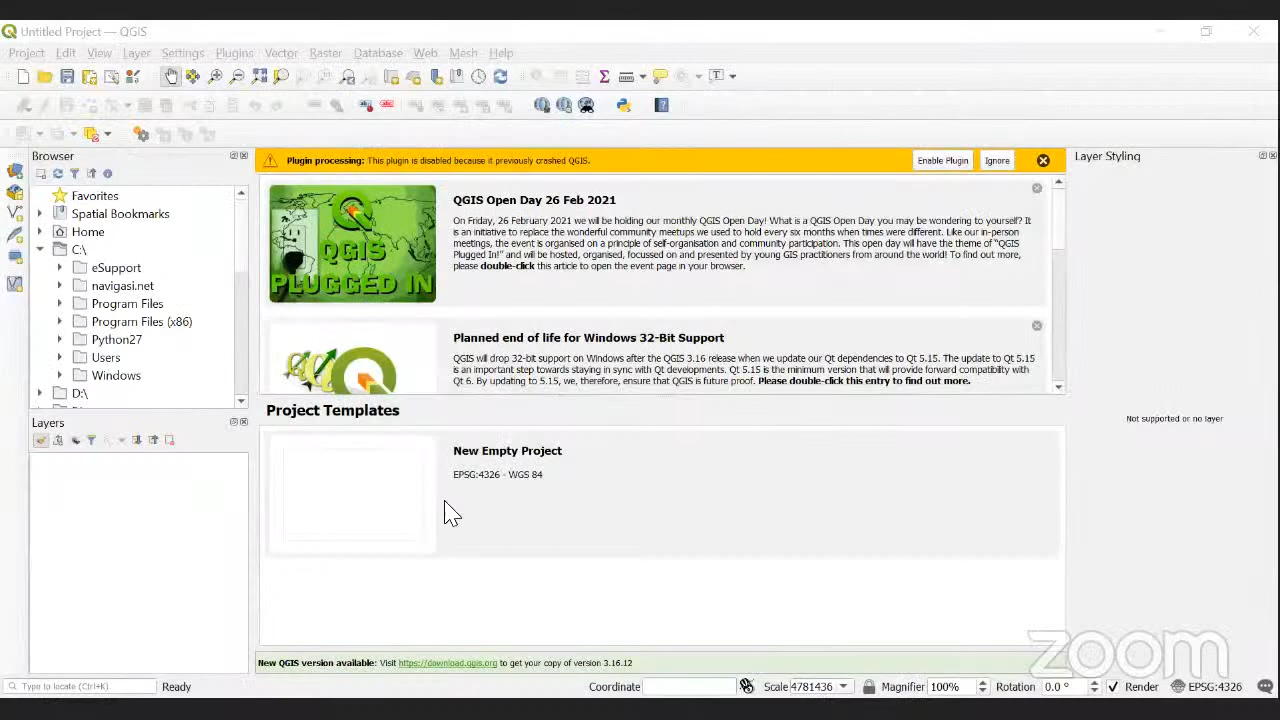 Untitled Project — QGIS
Project Edit View Layer Settings Plugins Vector Raster Database Web Mesh Help
Browser
Favorites
Spatial Bookmarks
Home
C:\
eSupport
navigasi.net
Program Files
Program Files (x86)
Python27
Users
Windows
D:\
Layers
Plugin processing: This plugin is disabled because it previously crashed QGIS.
Enable Plugin
Ignore
QGIS
PLUGGED IN
QGIS Open Day 26 Feb 2021
On Friday, 26 February 2021 we will be holding our monthly QGIS Open Day! What is a QGIS Open Day you may be wondering to yourself? It
is an initiative to replace the wonderful community meetups we used to hold every six months when times were different. Like our in-person
meetings, the event is organised on a principle of self-organisation and community participation. This open day will have the theme of "QGIS
Plugged In!" and will be hosted, organised, focussed on and presented by young GIS practitioners from around the world! To find out more,
please double-click this article to open the event page in your browser.
Planned end of life for Windows 32-Bit Support
QGIS will drop 32-bit support on Windows after the QGIS 3.16 release when we update our Qt dependencies to Qt 5.15. The update to Qt 5.15
is an important step towards staying in sync with Qt developments. Qt 5.15 is the minimum version that will provide forward compatibility with
Qt 6. By updating to 5.15, we, therefore, ensure that QGIS is future proof. Please double-click this entry to find out more.
Project Templates
New Empty Project
EPSG:4326 - WGS 84
New QGIS version available: Visit https://download.qgis.org to get your copy of version 3.16.12
Layer Styling
Not supported or no layer
zoom
Type to locate (Ctrl+K)
Ready
Coordinate
Scale 4781436
Magnifier 100%
Rotation 0.0 °
Render
EPSG:4326